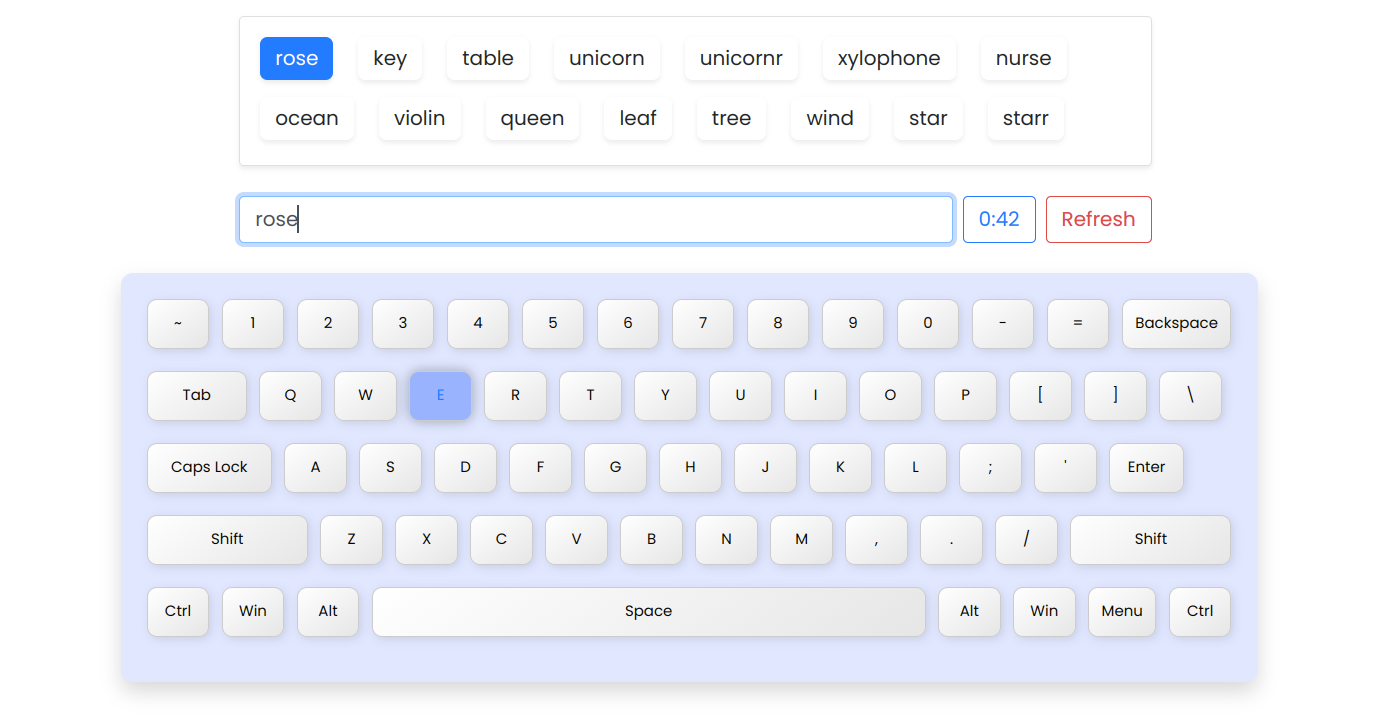 rose key table unicorn unicornr xylophone nurse
ocean violin queen leaf tree wind star starr
rose 0:42 Refresh
~ 1 2 3 4 5 6 7 8 9 0 - = Backspace
Tab Q W E R T Y U I O P [ ] \
Caps Lock A S D F G H J K L ; ' Enter
Shift Z X C V B N M , . / Shift
Ctrl Win Alt Space Alt Win Menu Ctrl